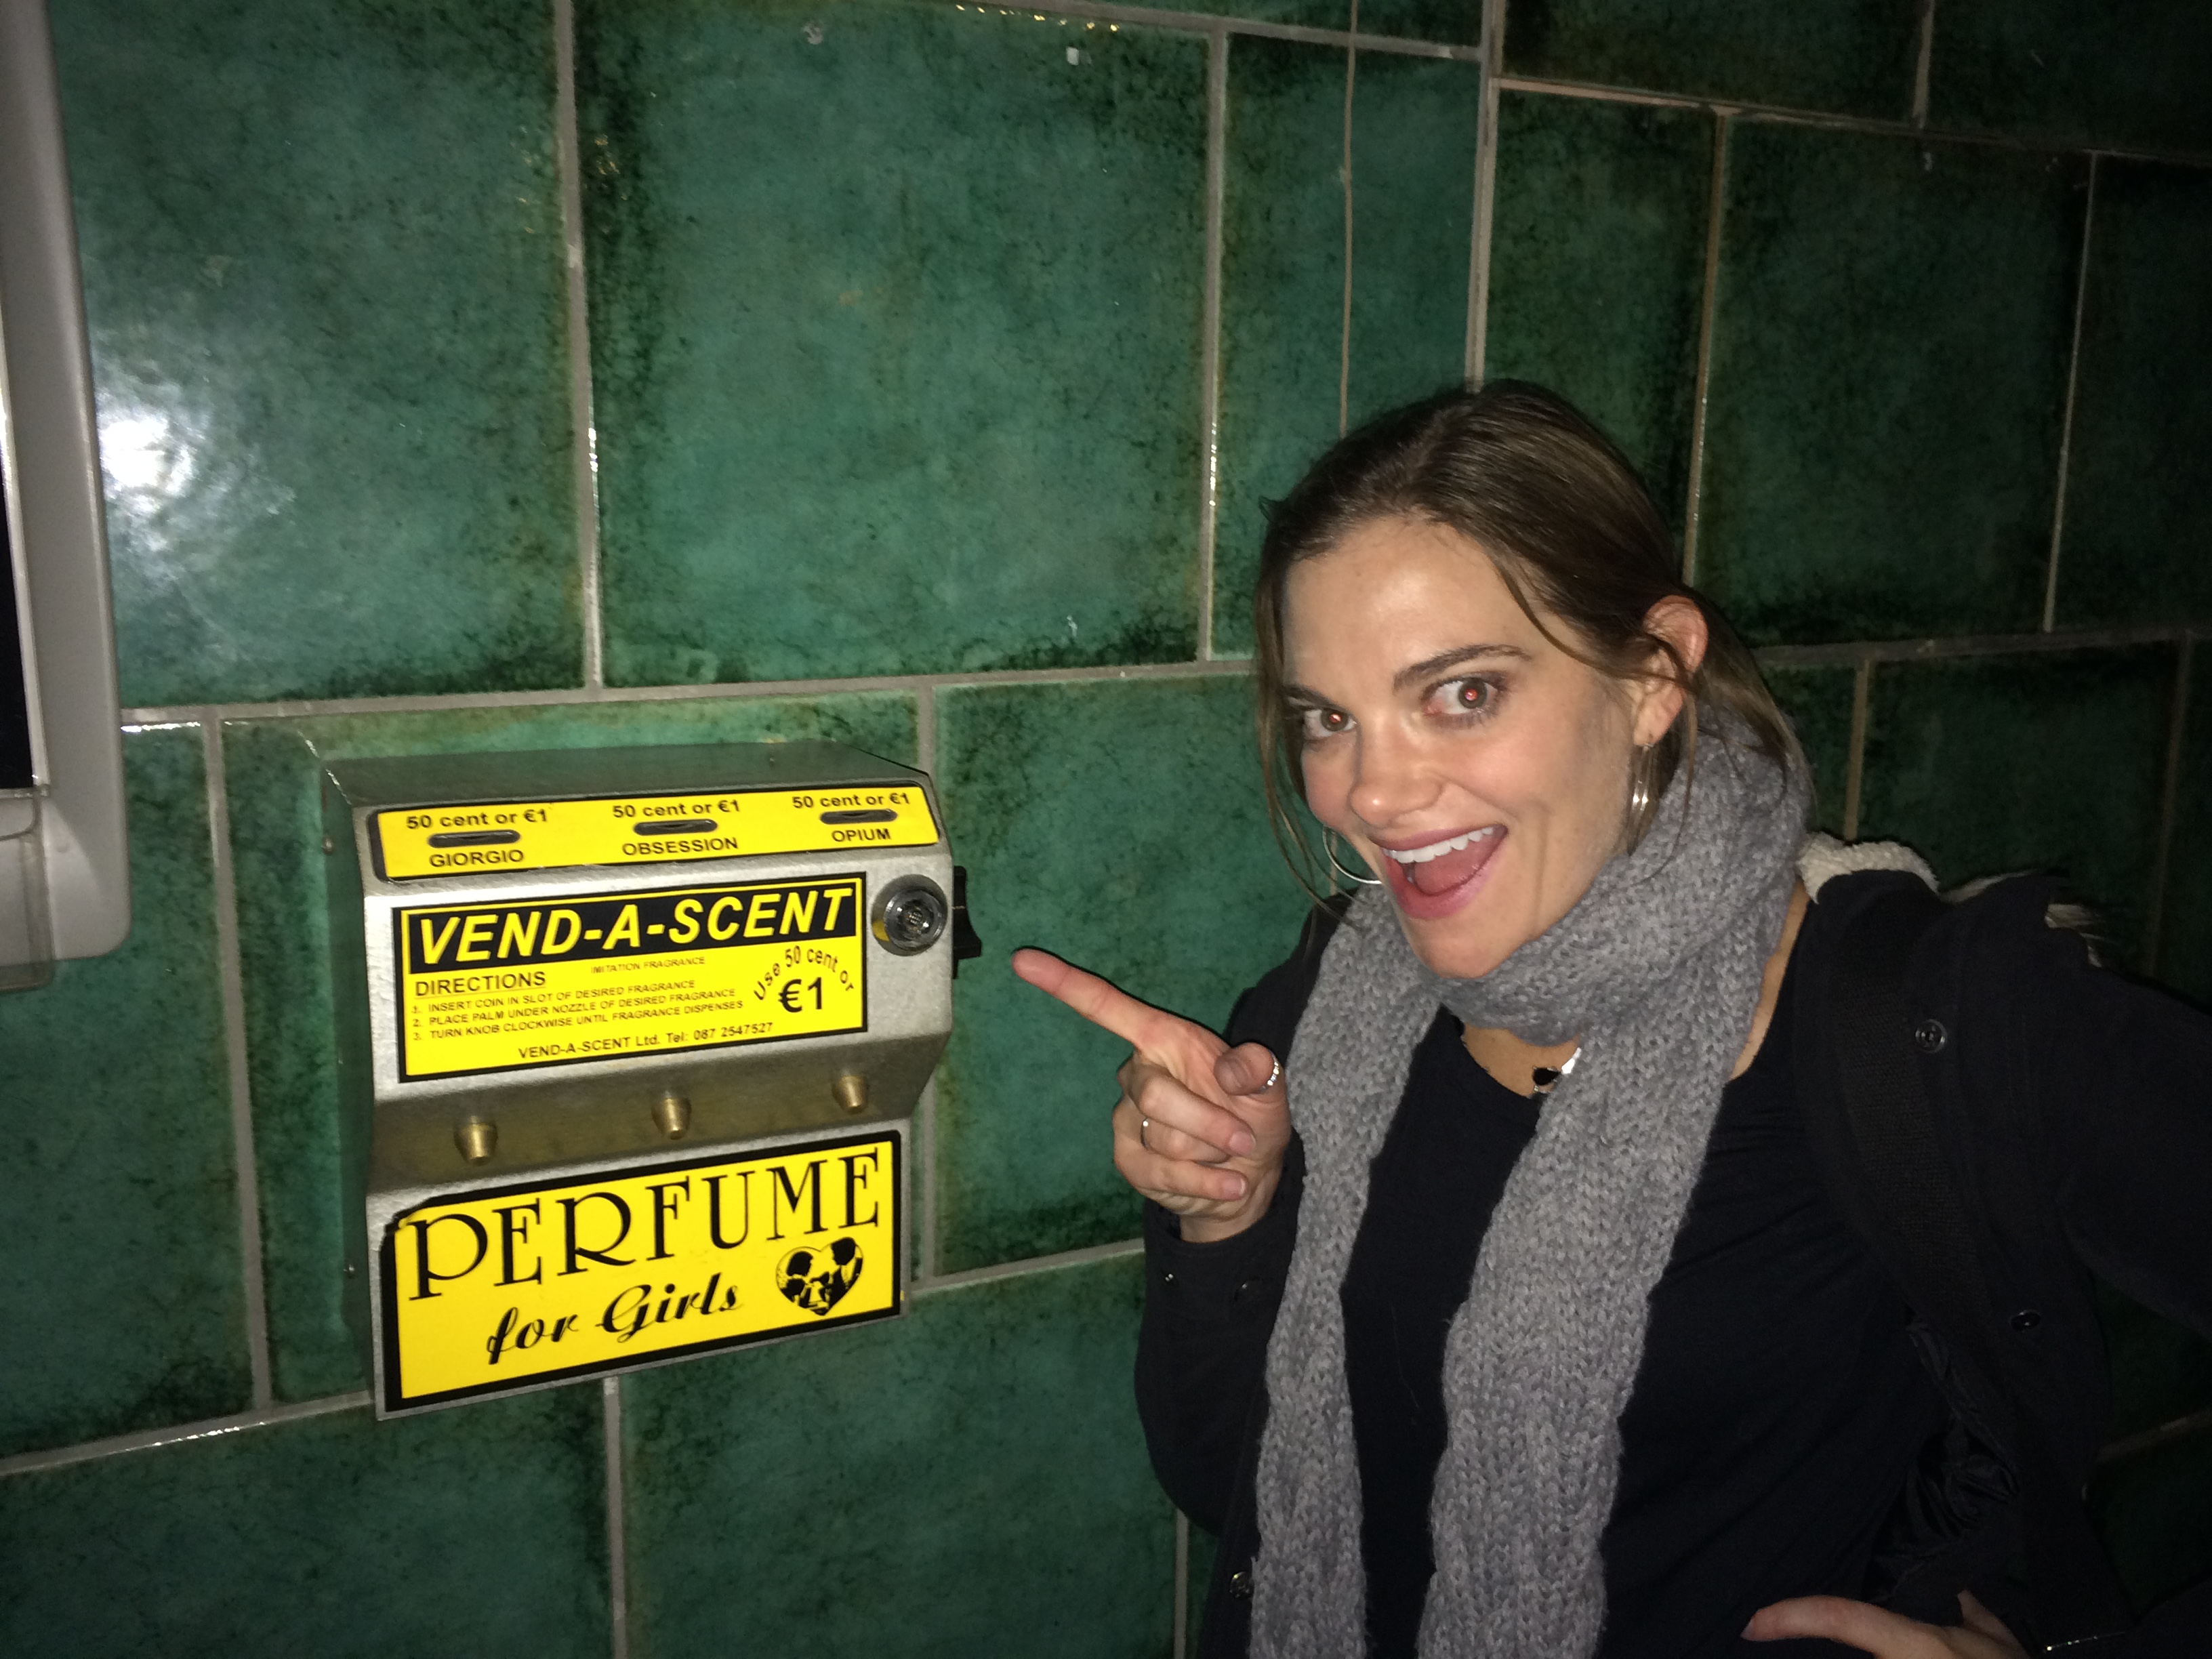 50 cent or €1 50 cent or €1 50 cent or €1
GIORGIO OBSESSION OPIUM
VEND-A-SCENT
IMITATION FRAGRANCE
DIRECTIONS
1. INSERT COIN IN SLOT OF DESIRED FRAGRANCE
2. PLACE PALM UNDER NOZZLE OF DESIRED FRAGRANCE
3. TURN KNOB CLOCKWISE UNTIL FRAGRANCE DISPENSES
Use 50 cent or
€1
VEND-A-SCENT Ltd. Tel: 087 2547527
PERFUME
for Girls